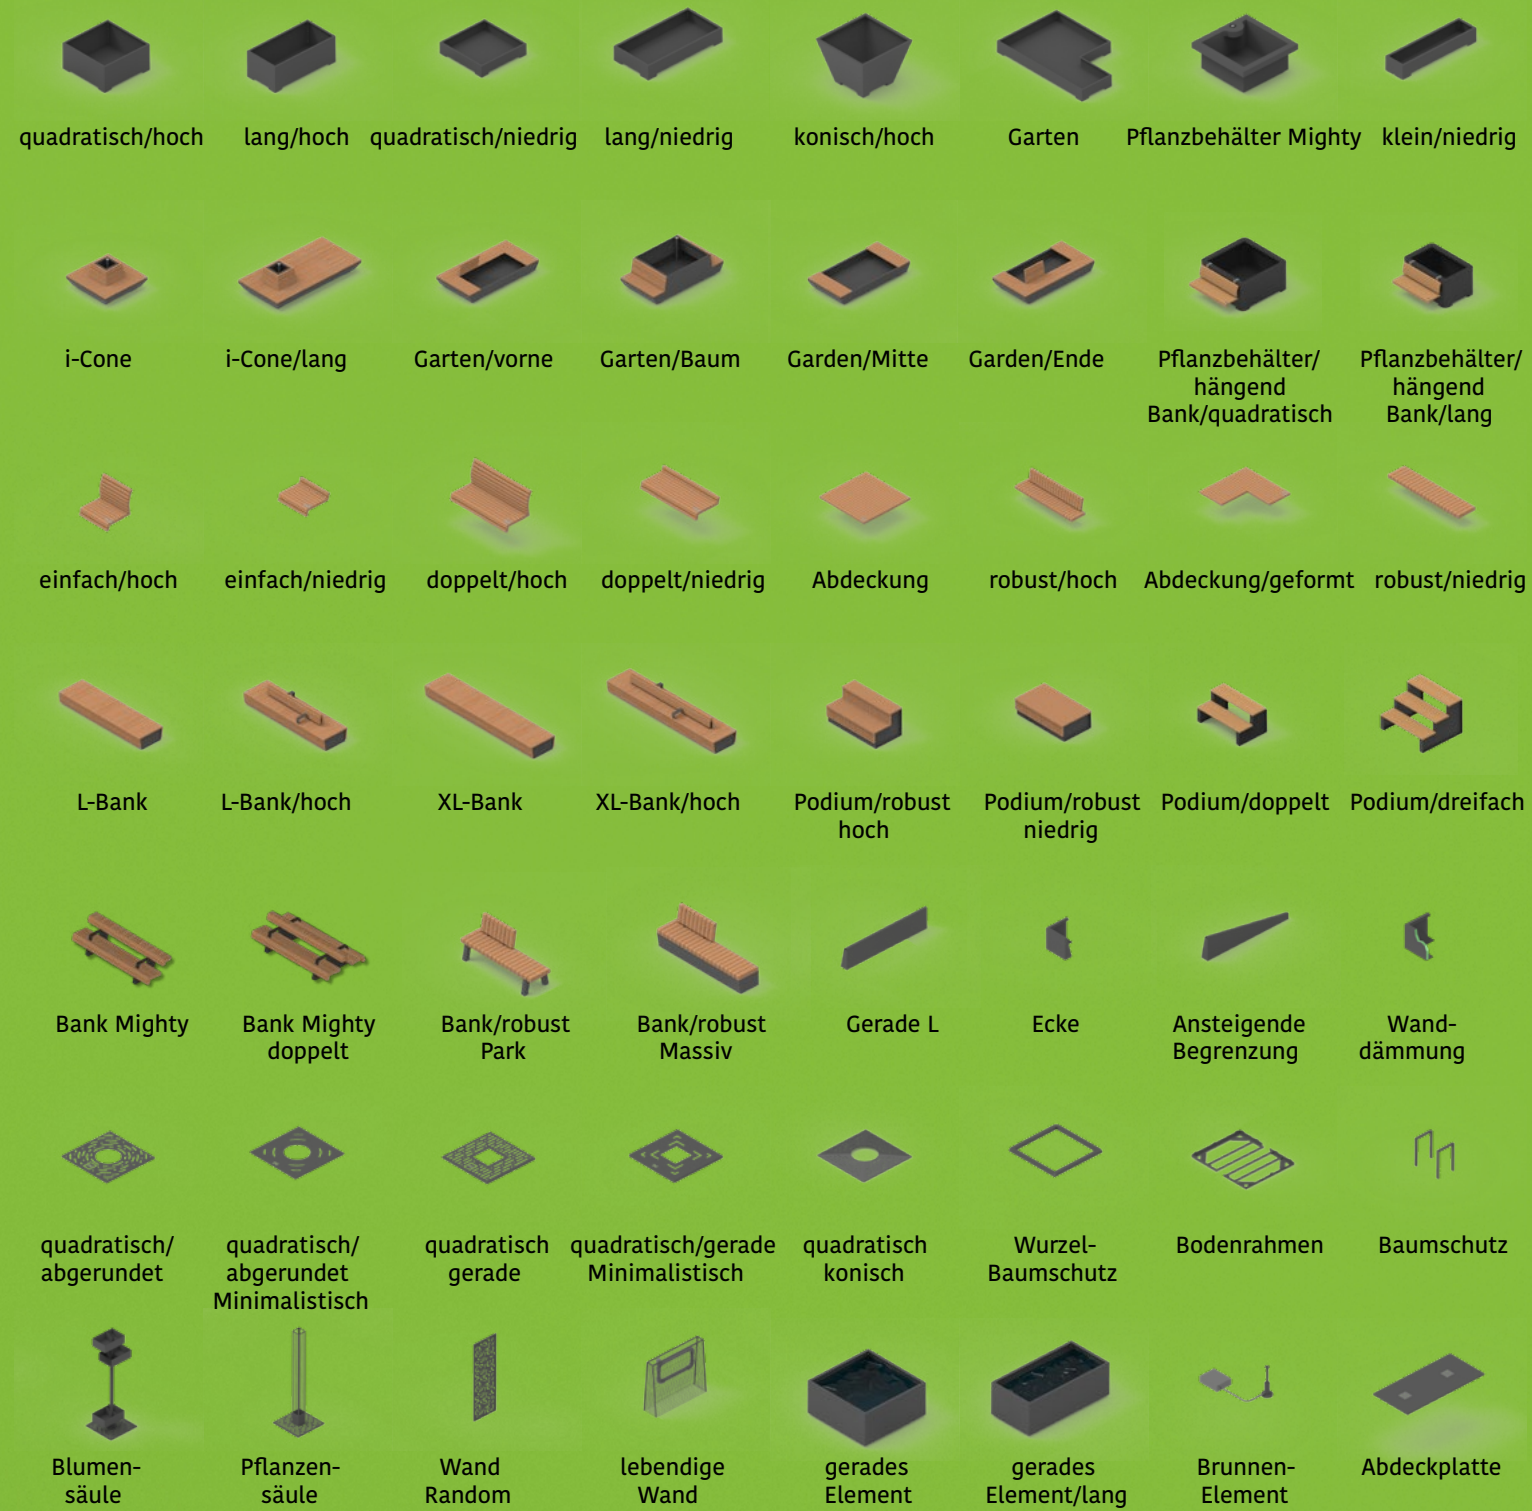 quadratisch/hoch
lang/hoch
quadratisch/niedrig
lang/niedrig
konisch/hoch
Garten
Pflanzbehälter Mighty
klein/niedrig
i-Cone
i-Cone/lang
Garten/vorne
Garten/Baum
Garden/Mitte
Garden/Ende
Pflanzbehälter/
hängend
Bank/quadratisch
Pflanzbehälter/
hängend
Bank/lang
einfach/hoch
einfach/niedrig
doppelt/hoch
doppelt/niedrig
Abdeckung
robust/hoch
Abdeckung/geformt
robust/niedrig
L-Bank
L-Bank/hoch
XL-Bank
XL-Bank/hoch
Podium/robust
hoch
Podium/robust
niedrig
Podium/doppelt
Podium/dreifach
Bank Mighty
Bank Mighty
doppelt
Bank/robust
Park
Bank/robust
Massiv
Gerade L
Ecke
Ansteigende
Begrenzung
Wand-
dämmung
quadratisch/
abgerundet
quadratisch/
abgerundet
Minimalistisch
quadratisch
gerade
quadratisch/gerade
Minimalistisch
quadratisch
konisch
Wurzel-
Baumschutz
Bodenrahmen
Baumschutz
Blumen-
säule
Pflanzen-
säule
Wand
Random
lebendige
Wand
gerades
Element
gerades
Element/lang
Brunnen-
Element
Abdeckplatte